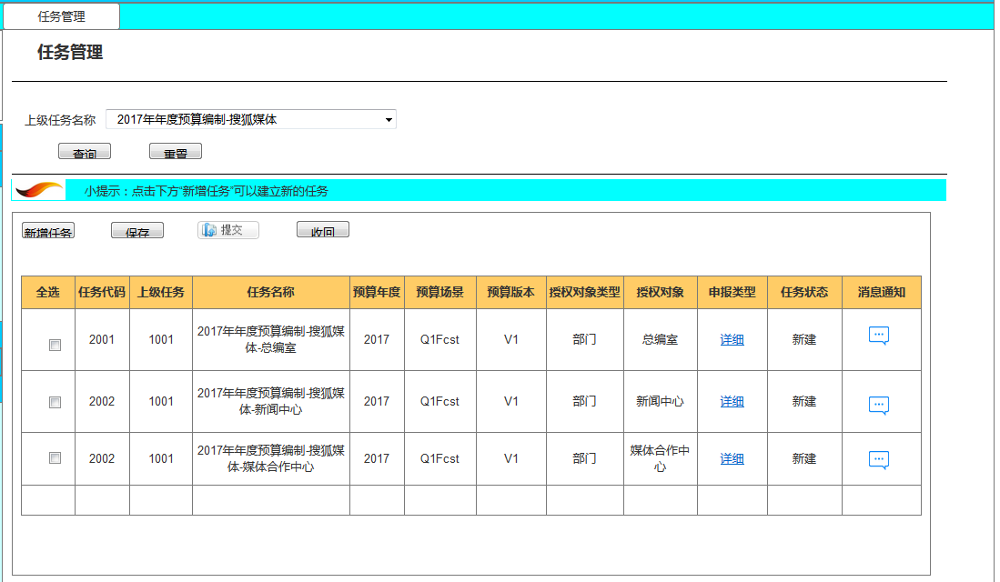 任务管理
任务管理
上级任务名称 2017年年度预算编制-搜狐媒体
查询 重置
小提示：点击下方“新增任务”可以建立新的任务
新增任务 保存 提交 收回
全选 任务代码 上级任务 任务名称 预算年度 预算场景 预算版本 授权对象类型 授权对象 申报类型 任务状态 消息通知
2001 1001 2017年年度预算编制-搜狐媒 2017 Q1Fcst V1 部门 总编室 详细 新建
体-总编室
2002 1001 2017年年度预算编制-搜狐媒 2017 Q1Fcst V1 部门 新闻中心 详细 新建
体-新闻中心
2002 1001 2017年年度预算编制-搜狐媒 2017 Q1Fcst V1 部门 媒体合作中 详细 新建
体-媒体合作中心 心